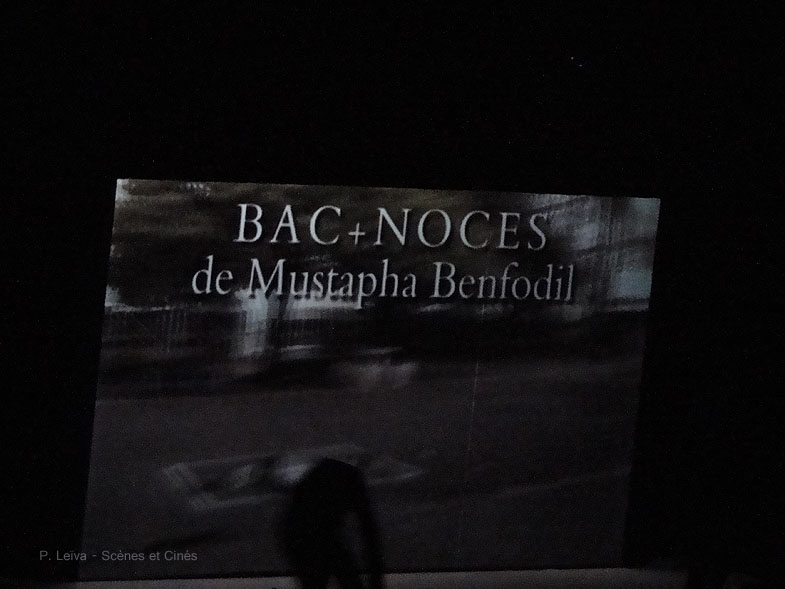 BAC+NOCES
de Mustapha Benfodil
P. Leiva - Scènes et Cinés